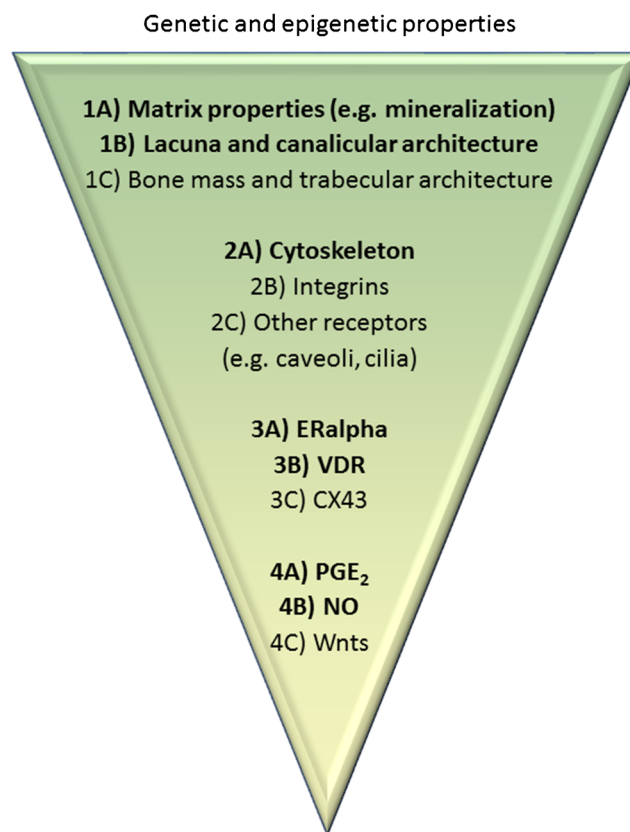 Genetic and epigenetic properties
1A) Matrix properties (e.g. mineralization)
1B) Lacuna and canalicular architecture
1C) Bone mass and trabecular architecture
2A) Cytoskeleton
2B) Integrins
2C) Other receptors
(e.g. caveoli, cilia)
3A) ERalpha
3B) VDR
3C) CX43
4A) PGE₂
4B) NO
4C) Wnts